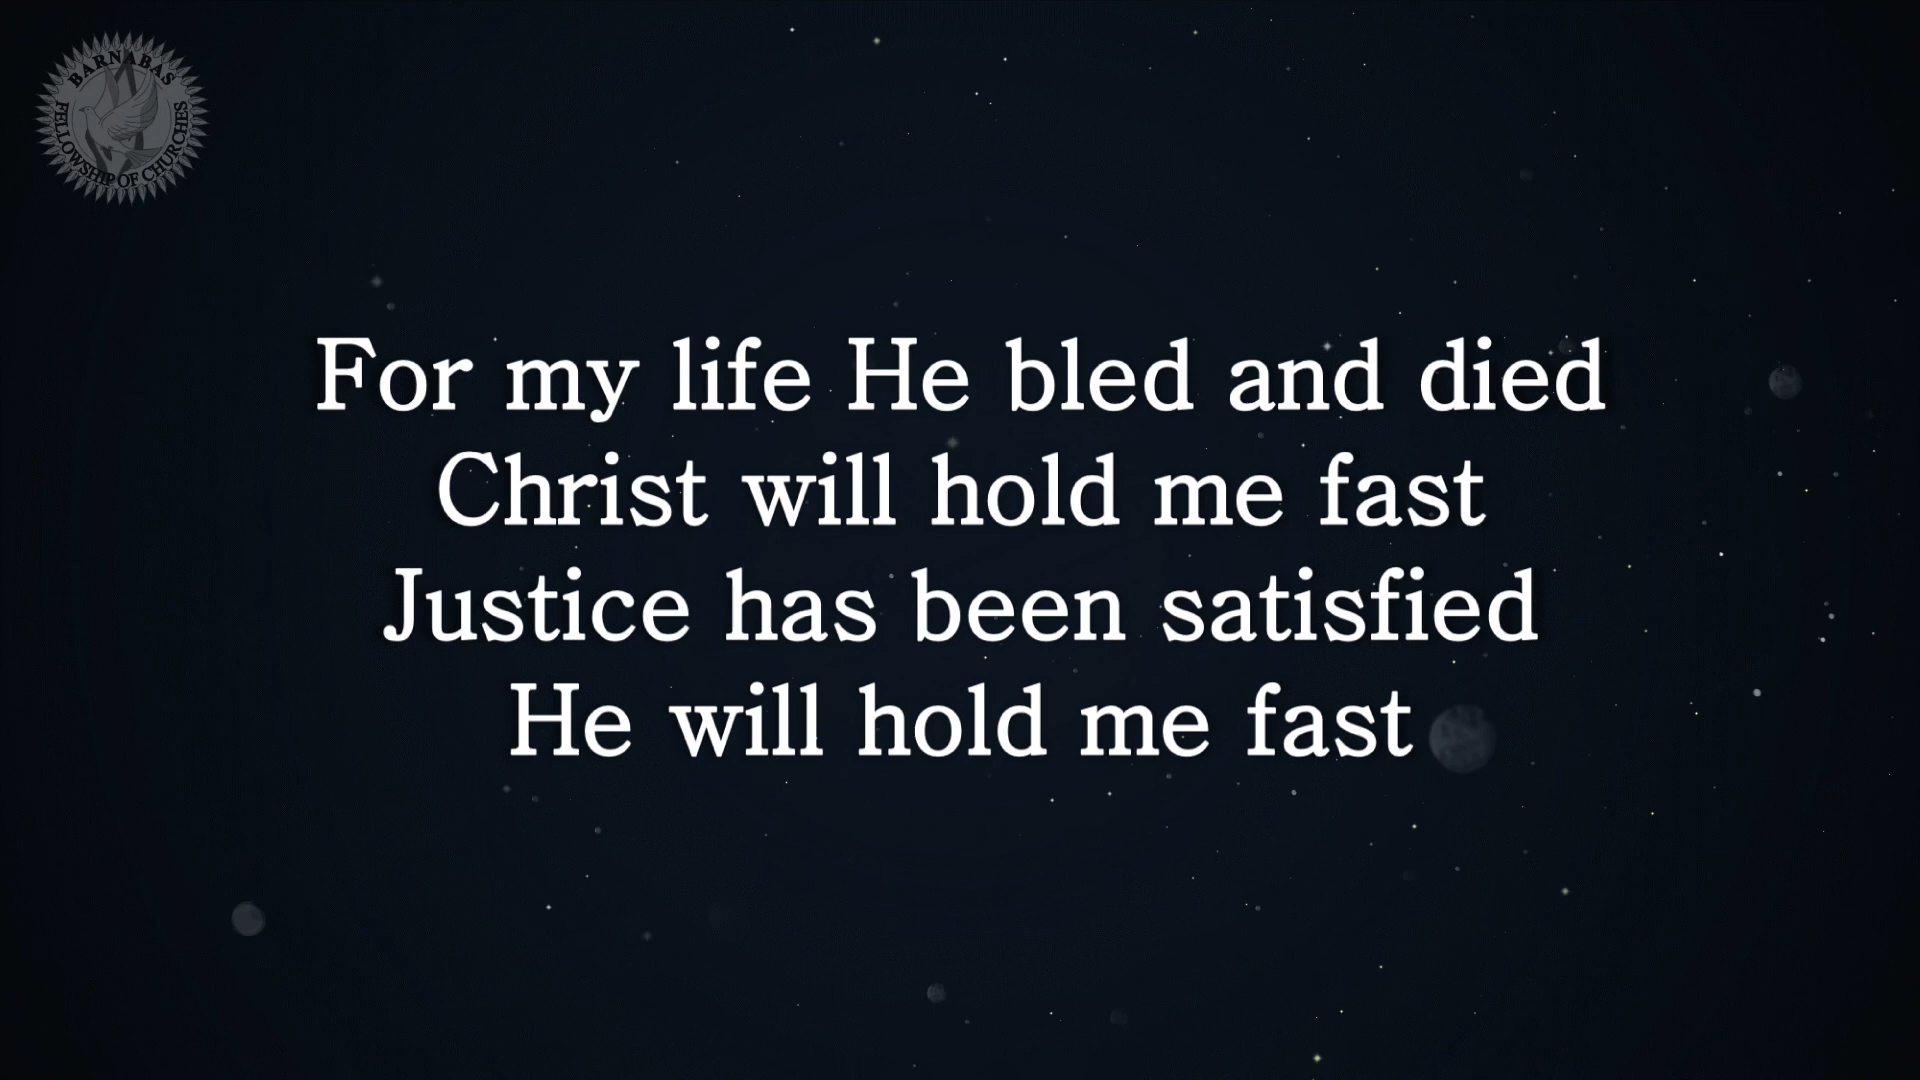 BARNABAS
FELLOWSHIP OF CHURCHES
For my life He bled and died
Christ will hold me fast
Justice has been satisfied
He will hold me fast